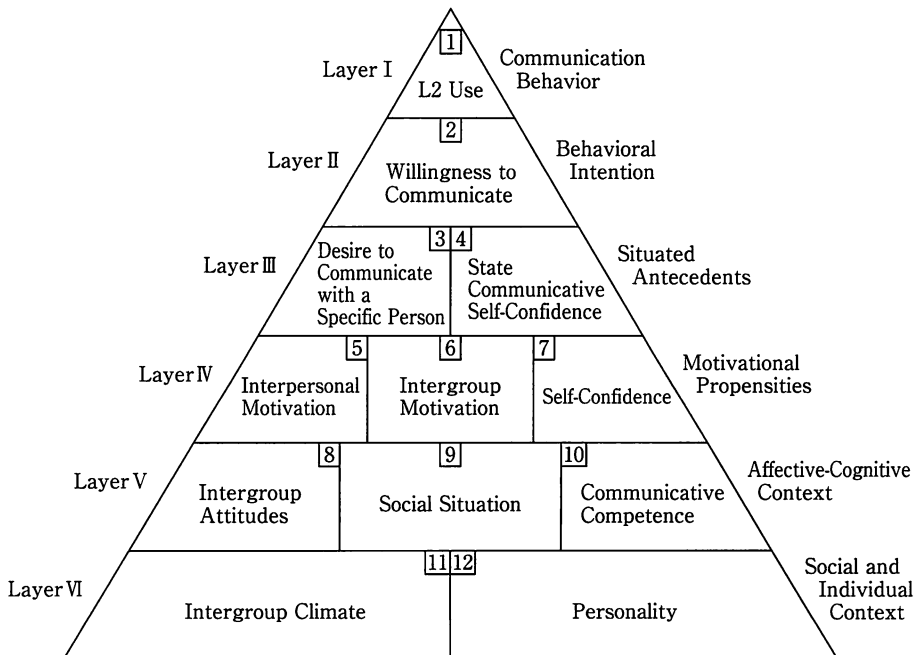 1
Layer I
L2 Use
Communication
Behavior
2
Layer II
Willingness to
Communicate
Behavioral
Intention
3
4
Layer III
Desire to
Communicate
with a
Specific Person
State
Communicative
Self-Confidence
Situated
Antecedents
5
6
7
Layer IV
Interpersonal
Motivation
Intergroup
Motivation
Self-Confidence
Motivational
Propensities
8
9
10
Layer V
Intergroup
Attitudes
Social Situation
Communicative
Competence
Affective-Cognitive
Context
11
12
Layer VI
Intergroup Climate
Personality
Social and
Individual
Context